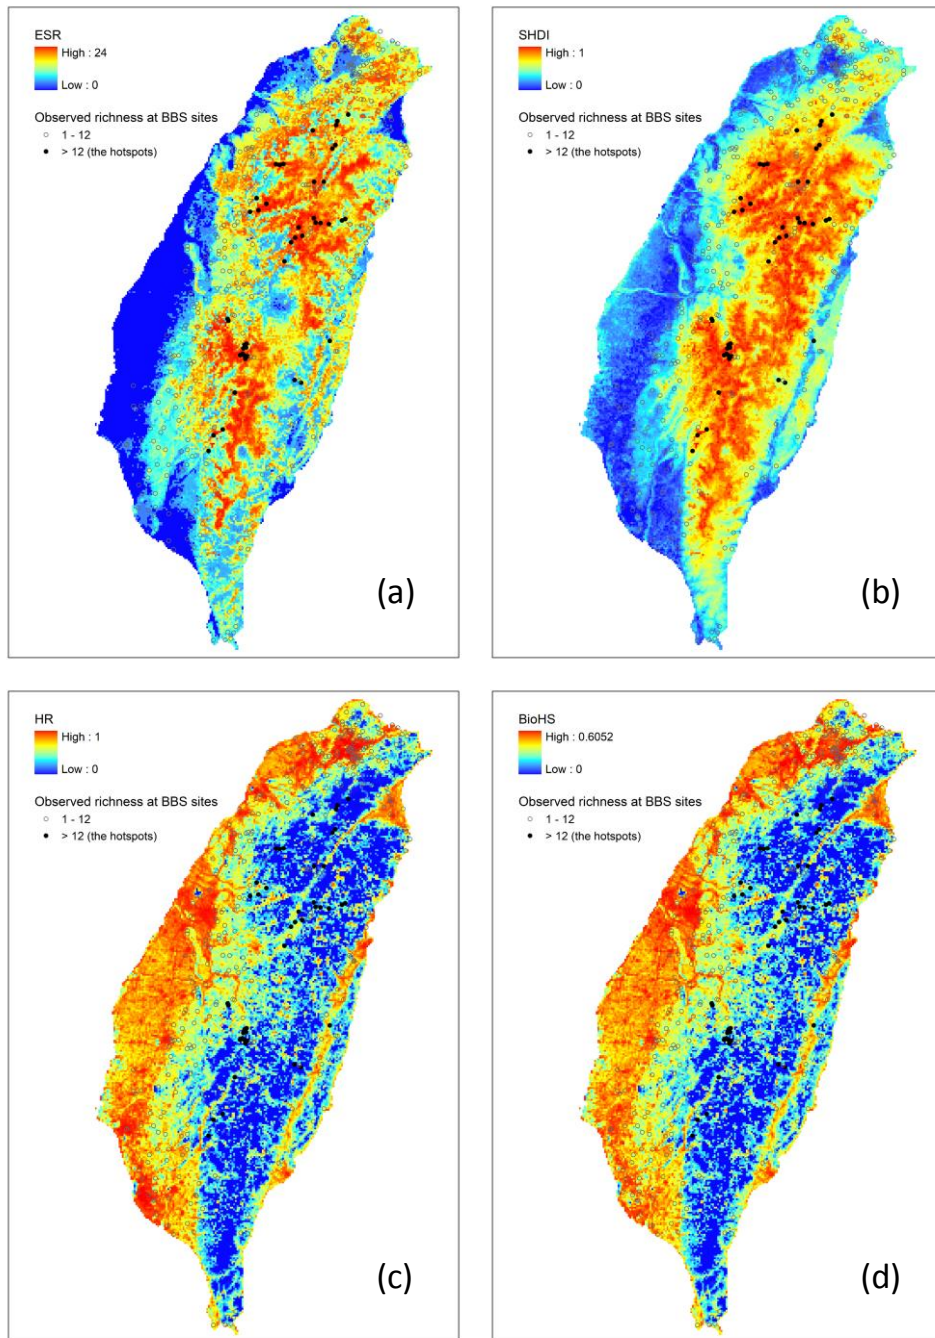 ESR
High : 24
Low : 0
Observed richness at BBS sites
1 - 12
> 12 (the hotspots)
(a)
SHDI
High : 1
Low : 0
Observed richness at BBS sites
1 - 12
> 12 (the hotspots)
(b)
HR
High : 1
Low : 0
Observed richness at BBS sites
1 - 12
> 12 (the hotspots)
(c)
BioHS
High : 0.6052
Low : 0
Observed richness at BBS sites
1 - 12
> 12 (the hotspots)
(d)